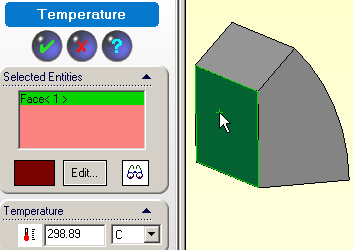 Temperature
?
Selected Entities
Face< 1 >
Edit...
Temperature
298.89 C